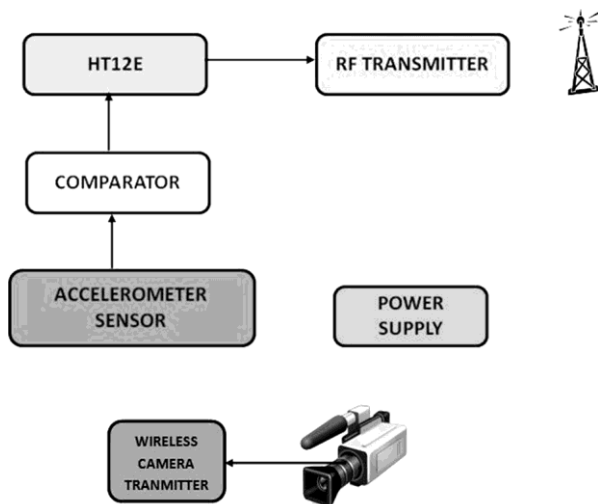 HT12E
RF TRANSMITTER
COMPARATOR
ACCELEROMETER
SENSOR
POWER
SUPPLY
WIRELESS
CAMERA
TRANMITTER